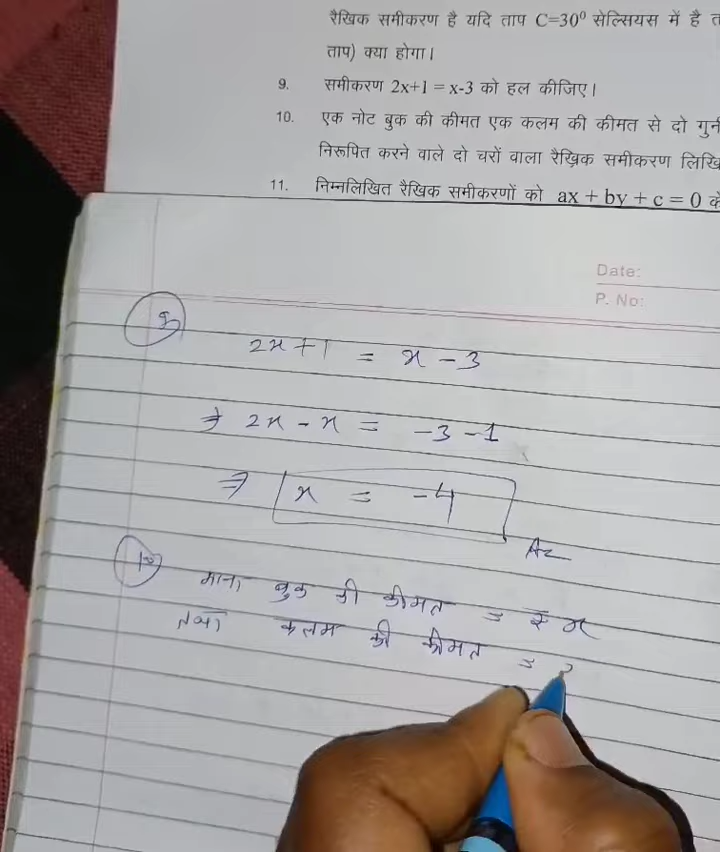 रैखिक समीकरण है यदि ताप C=30⁰ सेल्सियस में है
ताप) क्या होगा।
9. समीकरण 2x+1 = x-3 को हल कीजिए।
10. एक नोट बुक की कीमत एक कलम की कीमत से दो
निरूपित करने वाले दो चरों वाला रैखिक समीकरण
11. निम्नलिखित रैखिक समीकरणों को ax + by + c = 0
Date:
P. No:
9
2x+1 = x - 3
⇒ 2x - x = -3 -1
⇒ x = -4
10
माना बुक की कीमत = रु x
तथा कलम की कीमत =